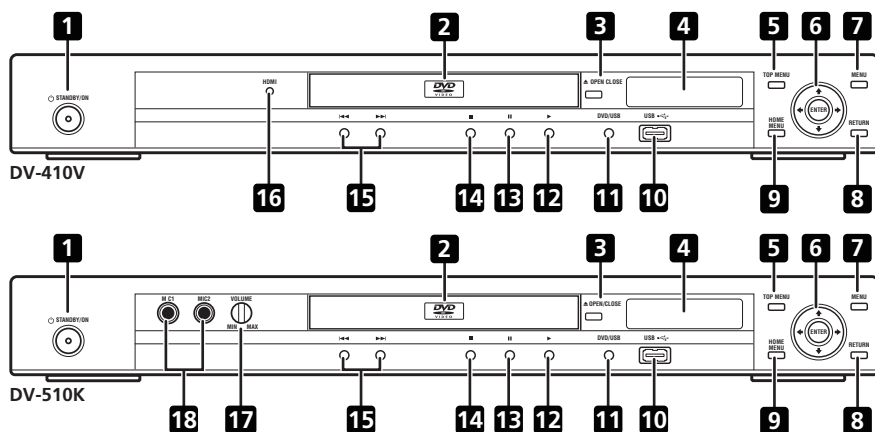 1 2 3 4 5 6 7
HDMI
TOP MENU
MENU
STANDBY/ON
DVD
VIDEO
OPEN CLOSE
ENTER
HOME MENU
RETURN
DVD/USB
USB
DV-410V
16 15 14 13 12 11 10 9 8
1 2 3 4 5 6 7
M C1
MIC2
VOLUME
TOP MENU
MENU
STANDBY/ON
DVD
VIDEO
OPEN/CLOSE
ENTER
MIN
MAX
HOME MENU
RETURN
DVD/USB
USB
DV-510K
18 17 15 14 13 12 11 10 9 8